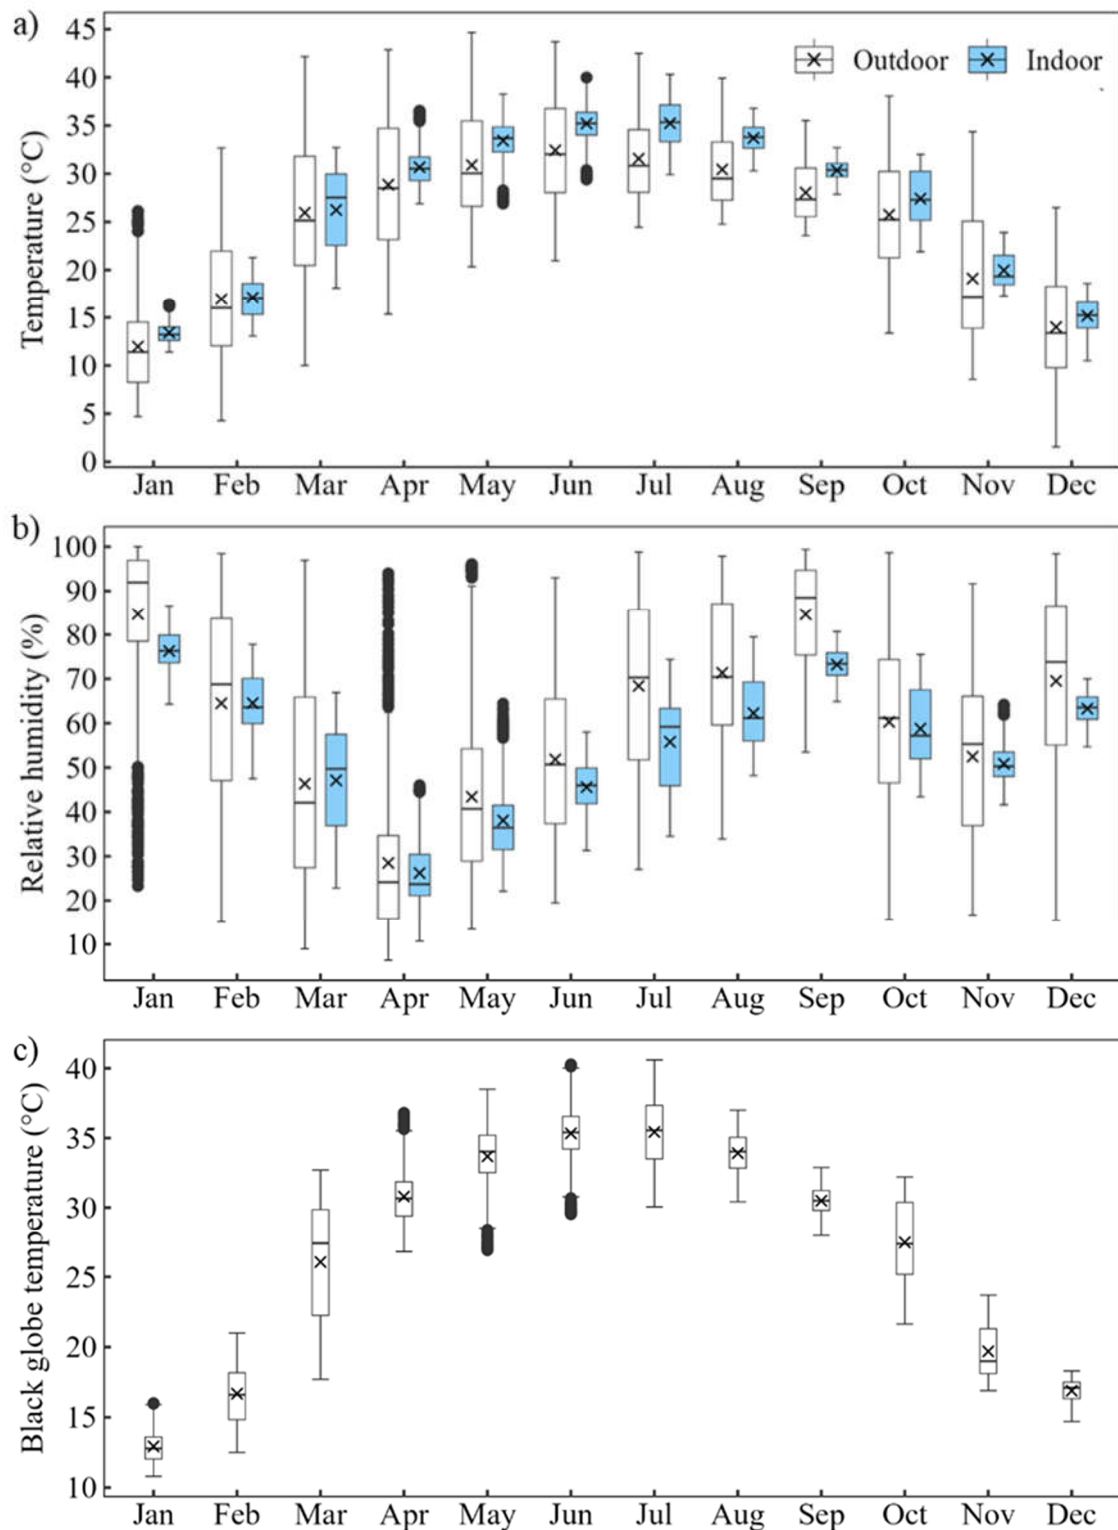 a)
Outdoor Indoor
Temperature (°C)
45
40
35
30
25
20
15
10
5
0
Jan Feb Mar Apr May Jun Jul Aug Sep Oct Nov Dec
b)
Relative humidity (%)
100
90
80
70
60
50
40
30
20
10
Jan Feb Mar Apr May Jun Jul Aug Sep Oct Nov Dec
c)
Black globe temperature (°C)
40
35
30
25
20
15
10
Jan Feb Mar Apr May Jun Jul Aug Sep Oct Nov Dec